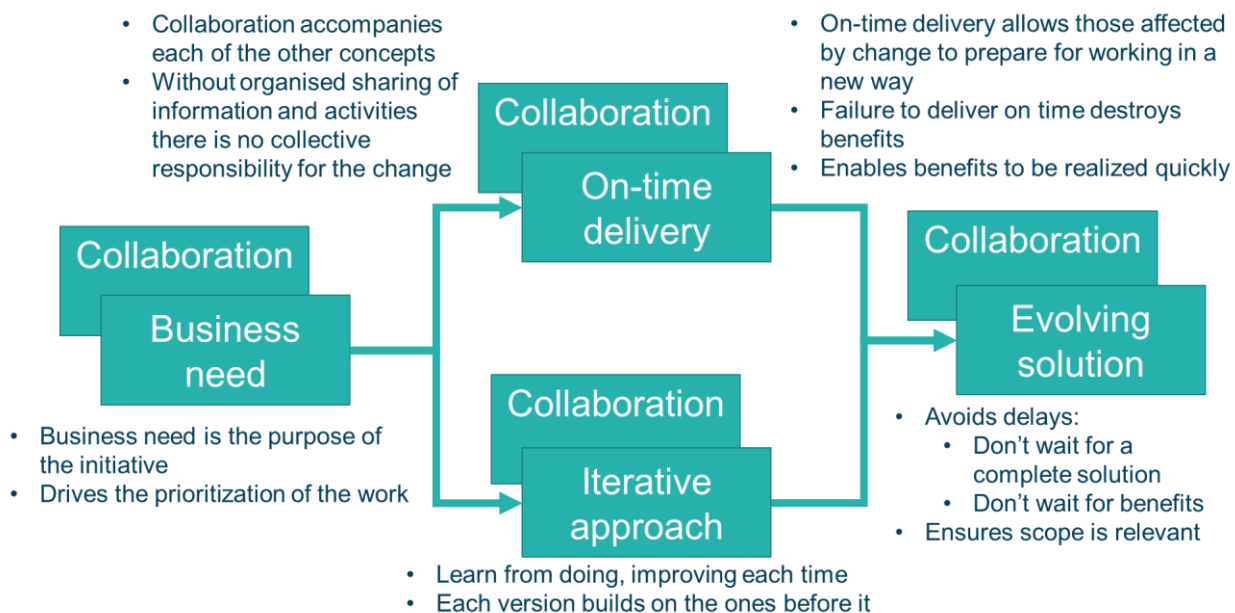 • Collaboration accompanies
each of the other concepts
• Without organised sharing of
information and activities
there is no collective
responsibility for the change
• On-time delivery allows those affected
by change to prepare for working in a
new way
• Failure to deliver on time destroys
benefits
• Enables benefits to be realized quickly
Collaboration
On-time
delivery
Collaboration
Business
need
Collaboration
Evolving
solution
Collaboration
Iterative
approach
• Business need is the purpose of
the initiative
• Drives the prioritization of the work
• Avoids delays:
• Don’t wait for a
complete solution
• Don’t wait for benefits
• Ensures scope is relevant
• Learn from doing, improving each time
• Each version builds on the ones before it